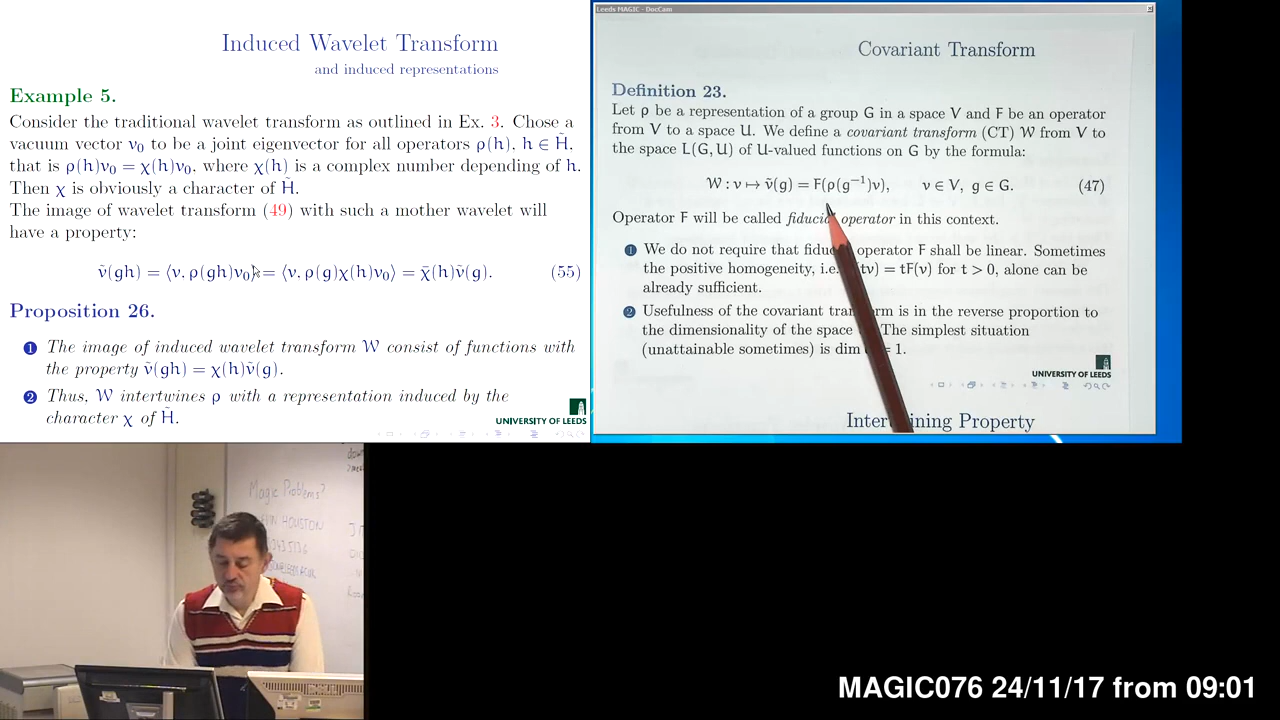 Induced Wavelet Transform
and induced representations
Example 5.
Consider the traditional wavelet transform as outlined in Ex. 3. Chose a
vacuum vector v₀ to be a joint eigenvector for all operators ρ(h), h ∈ H̃,
that is ρ(h)v₀ = χ(h)v₀, where χ(h) is a complex number depending of h.
Then χ is obviously a character of H̃.
The image of wavelet transform (49) with such a mother wavelet will
have a property:
ṽ(gh) = ⟨v, ρ(gh)v₀⟩ = ⟨v, ρ(g)χ(h)v₀⟩ = χ̄(h)ṽ(g). (55)
Proposition 26.
1 The image of induced wavelet transform W consist of functions with
the property ṽ(gh) = χ(h)ṽ(g).
2 Thus, W intertwines ρ with a representation induced by the
character χ of H̃.
UNIVERSITY OF LEEDS
Leeds MAGIC - DocCam
Covariant Transform
Definition 23.
Let ρ be a representation of a group G in a space V and F be an operator
from V to a space U. We define a covariant transform (CT) W from V to
the space L(G, U) of U-valued functions on G by the formula:
W : v ↦ ṽ(g) = F(ρ(g⁻¹)v), v ∈ V, g ∈ G. (47)
Operator F will be called operator in this context.
1 We do not require that operator F shall be linear. Sometimes
the positive homogeneity, i.e. = tF(v) for t > 0, alone can be
already sufficient.
2 Usefulness of the covariant is in the reverse proportion to
the dimensionality of the space The simplest situation
(unattainable sometimes) is dim = 1.
UNIVERSITY OF LEEDS
Property
Magic Problems?
HOUSTON
MAGIC076 24/11/17 from 09:01